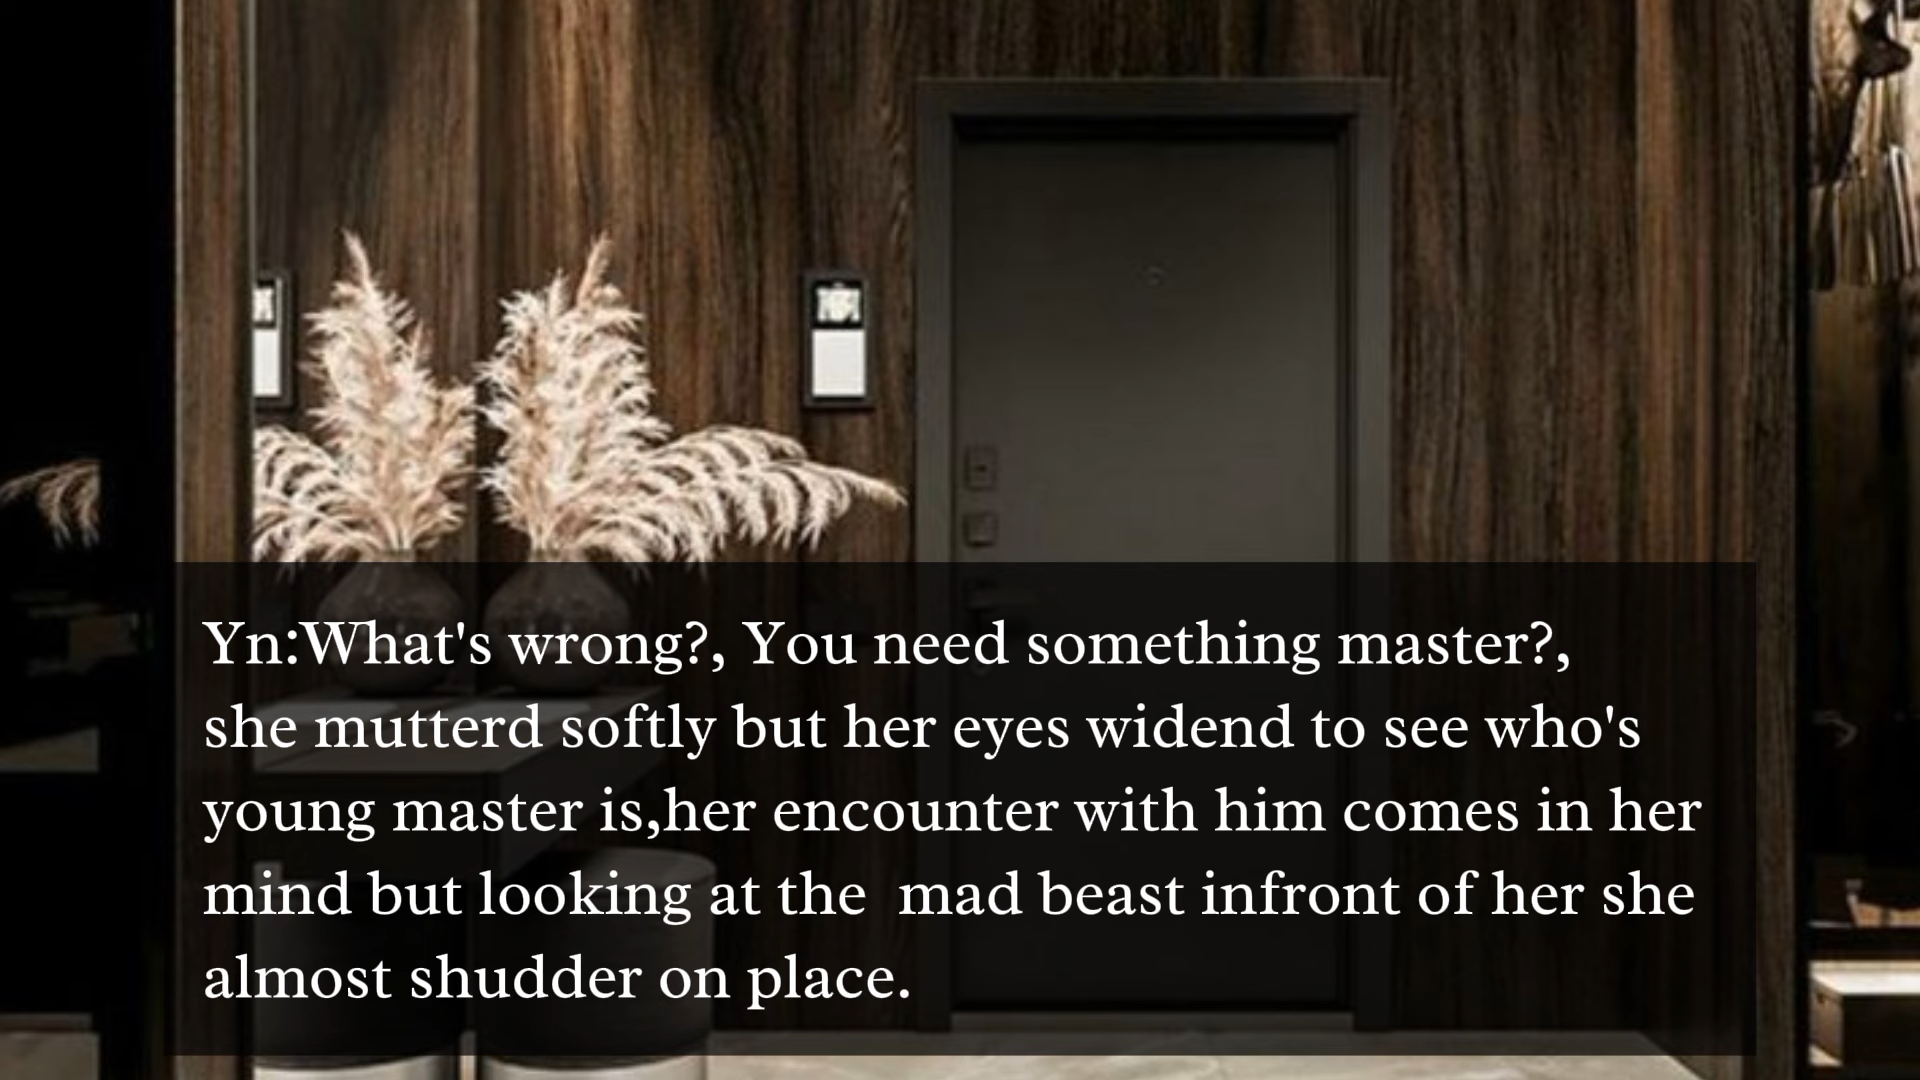 Yn:What's wrong?, You need something master?,
she mutterd softly but her eyes widend to see who's
young master is,her encounter with him comes in her
mind but looking at the  mad beast infront of her she
almost shudder on place.